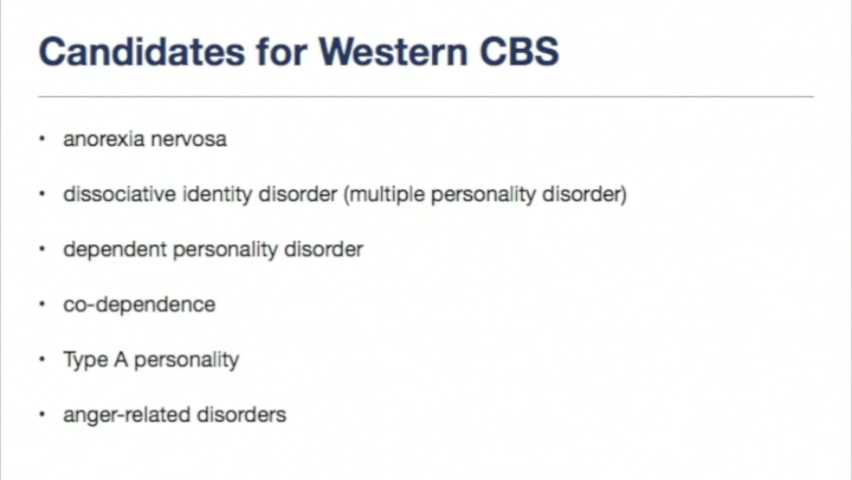 Candidates for Western CBS
• anorexia nervosa
• dissociative identity disorder (multiple personality disorder)
• dependent personality disorder
• co-dependence
• Type A personality
• anger-related disorders